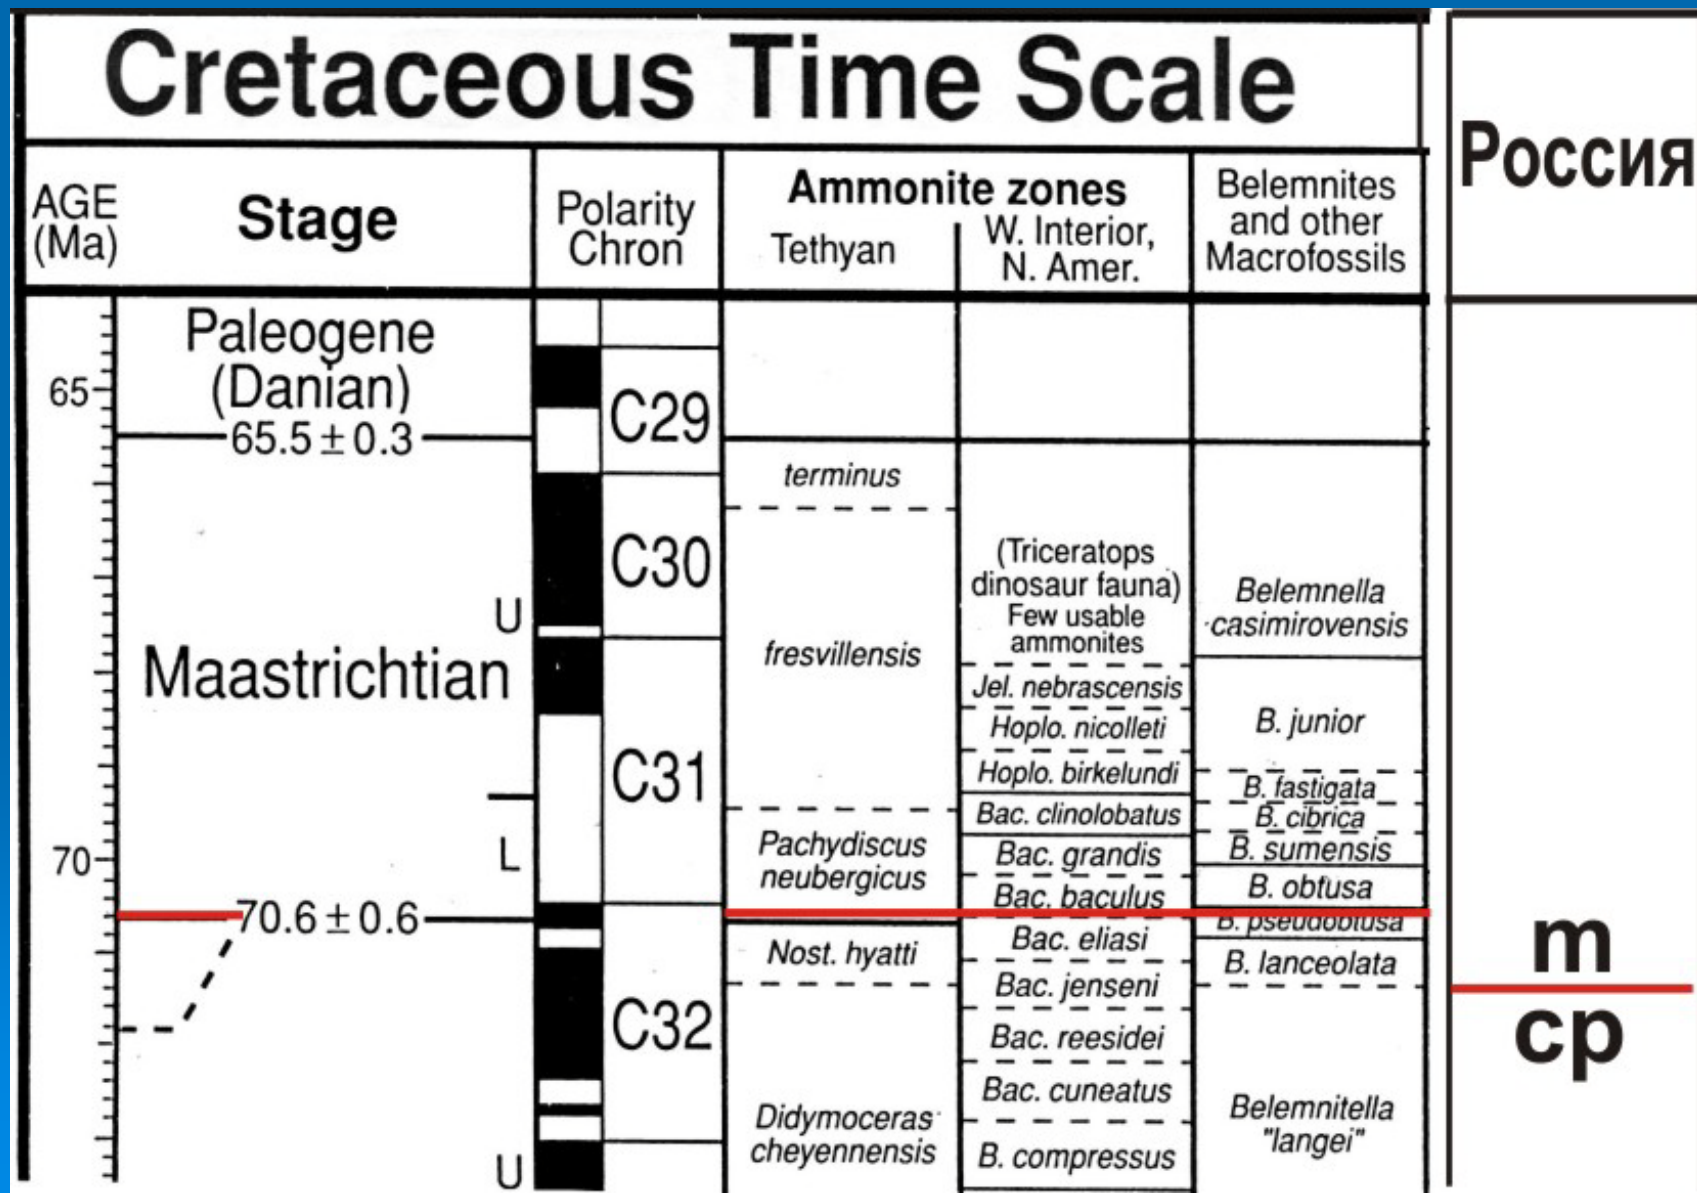 Cretaceous Time Scale
Россия
AGE
(Ma)
Stage
Polarity
Chron
Ammonite zones
Tethyan
W. Interior,
N. Amer.
Belemnites
and other
Macrofossils
Paleogene
(Danian)
65
65.5 ± 0.3
Maastrichtian
U
L
70
70.6 ± 0.6
U
C29
C30
C31
C32
terminus
fresvillensis
Pachydiscus
neubergicus
Nost. hyatti
Didymoceras
cheyennensis
(Triceratops
dinosaur fauna)
Few usable
ammonites
Jel. nebrascensis
Hoplo. nicolleti
Hoplo. birkelundi
Bac. clinolobatus
Bac. grandis
Bac. baculus
Bac. eliasi
Bac. jenseni
Bac. reesidei
Bac. cuneatus
B. compressus
Belemnella
casimirovensis
B. junior
B. fastigata
B. cibrica
B. sumensis
B. obtusa
B. pseudobtusa
B. lanceolata
Belemnitella
"langei"
m
cp